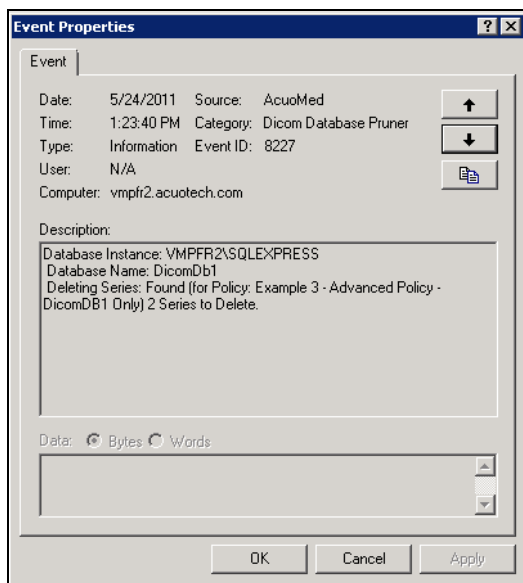 Event Properties
Event
Date: 5/24/2011 Source: AcuoMed
Time: 1:23:40 PM Category: Dicom Database Pruner
Type: Information Event ID: 8227
User: N/A
Computer: vmpfr2.acuotech.com
Description:
Database Instance: VMPFR2\SQLEXPRESS
Database Name: DicomDb1
Deleting Series: Found (for Policy: Example 3 - Advanced Policy -
DicomDB1 Only) 2 Series to Delete.
Data: Bytes Words
OK Cancel Apply